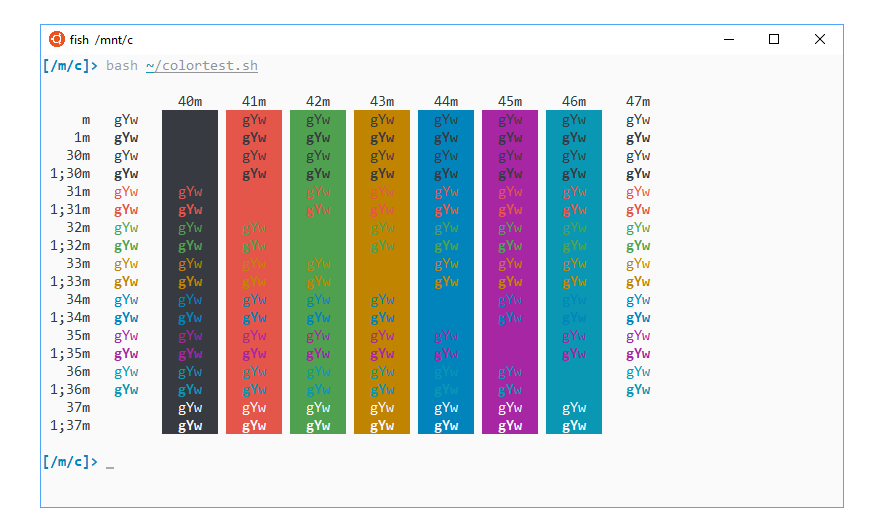 fish /mnt/c
[/m/c]> bash ~/colortest.sh
40m 41m 42m 43m 44m 45m 46m 47m
m gYw gYw gYw gYw gYw gYw gYw gYw
1m gYw gYw gYw gYw gYw gYw gYw gYw
30m gYw gYw gYw gYw gYw gYw gYw gYw
1;30m gYw gYw gYw gYw gYw gYw gYw gYw
31m gYw gYw gYw gYw gYw gYw gYw gYw
1;31m gYw gYw gYw gYw gYw gYw gYw gYw
32m gYw gYw gYw gYw gYw gYw gYw gYw
1;32m gYw gYw gYw gYw gYw gYw gYw gYw
33m gYw gYw gYw gYw gYw gYw gYw gYw
1;33m gYw gYw gYw gYw gYw gYw gYw gYw
34m gYw gYw gYw gYw gYw gYw gYw gYw
1;34m gYw gYw gYw gYw gYw gYw gYw gYw
35m gYw gYw gYw gYw gYw gYw gYw gYw
1;35m gYw gYw gYw gYw gYw gYw gYw gYw
36m gYw gYw gYw gYw gYw gYw gYw gYw
1;36m gYw gYw gYw gYw gYw gYw gYw gYw
37m gYw gYw gYw gYw gYw gYw gYw
1;37m gYw gYw gYw gYw gYw gYw gYw
[/m/c]> _